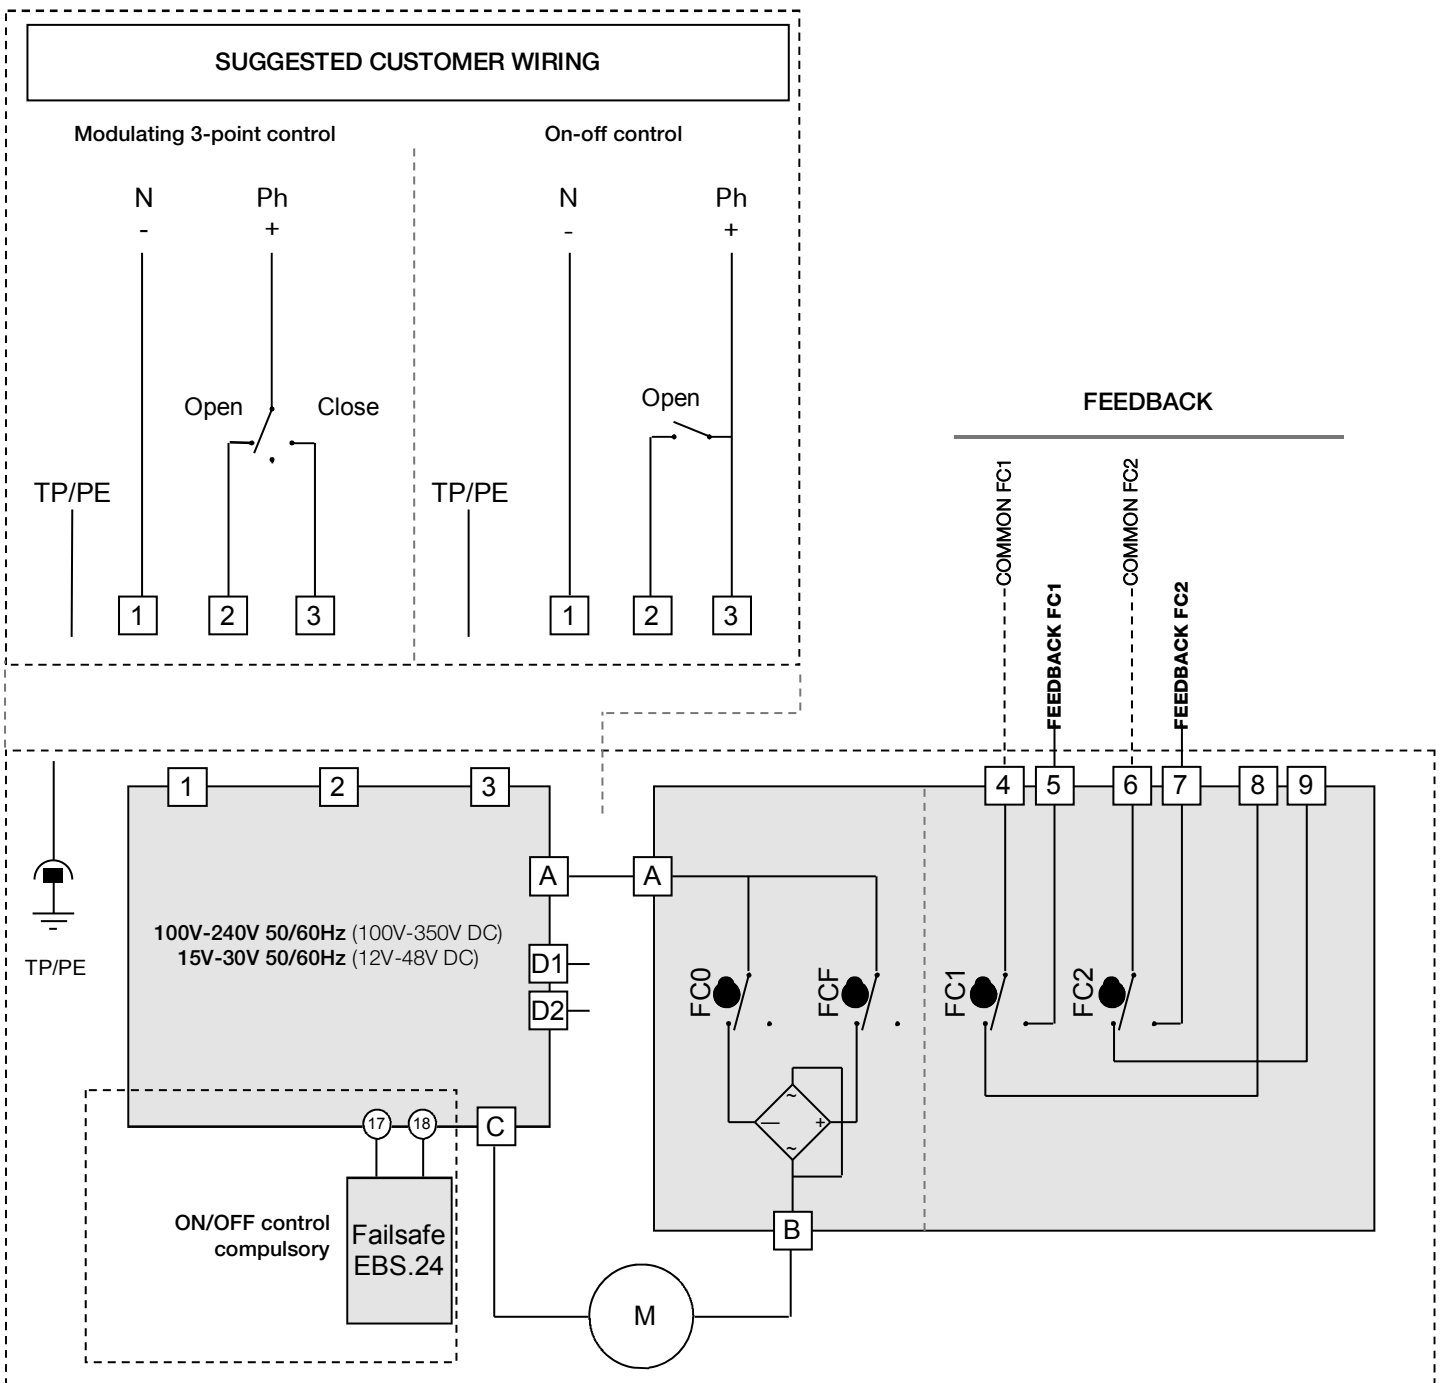 SUGGESTED CUSTOMER WIRING
Modulating 3-point control
On-off control
N
Ph
N
Ph
-
+
-
+
Open
Close
Open
TP/PE
TP/PE
1
2
3
1
2
3
FEEDBACK
COMMON FC1
FEEDBACK FC1
COMMON FC2
FEEDBACK FC2
1
2
3
4
5
6
7
8
9
A
A
100V-240V 50/60Hz (100V-350V DC)
15V-30V 50/60Hz (12V-48V DC)
TP/PE
D1
D2
FC0
FCF
FC1
FC2
~
—
+
~
17
18
C
ON/OFF control
compulsory
Failsafe
EBS.24
B
M